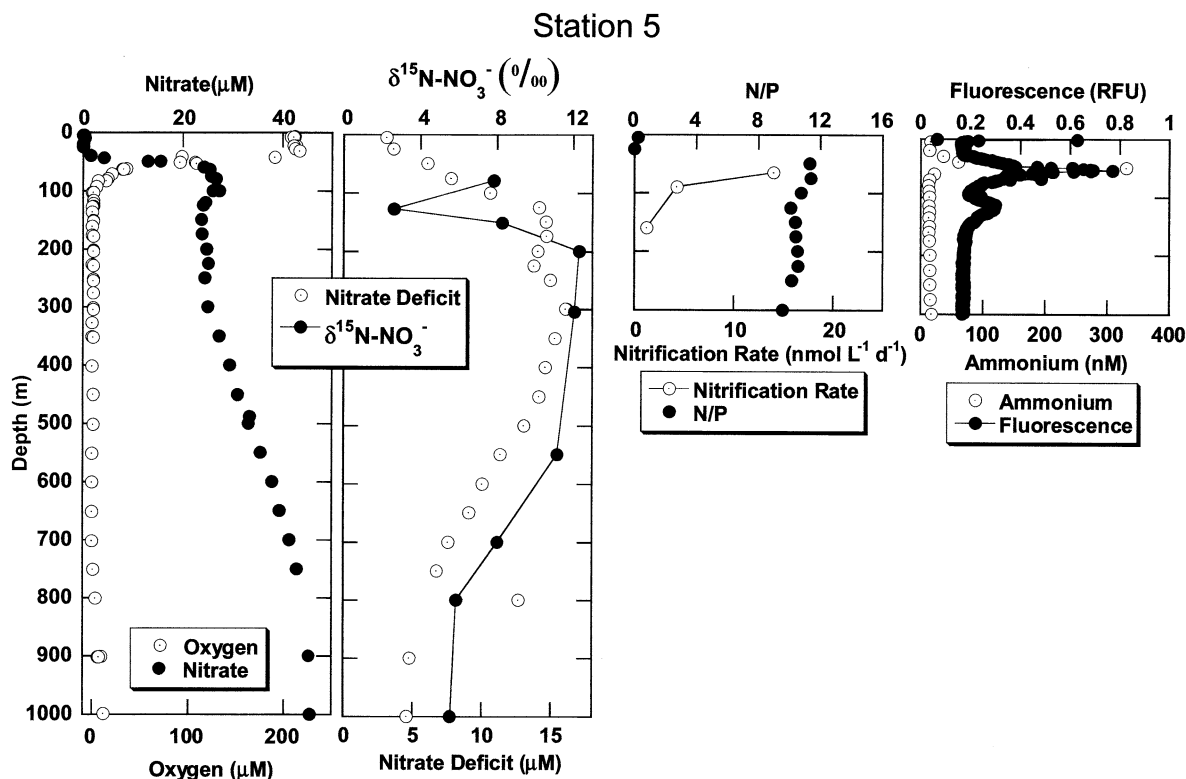 Station 5
Nitrate(μM)
0 20 40
δ¹⁵N-NO₃⁻ (⁰/₀₀)
0 4 8 12
N/P
0 4 8 12 16
Fluorescence (RFU)
0 0.2 0.4 0.6 0.8 1
Depth (m)
0
100
200
300
400
500
600
700
800
900
1000
Nitrate Deficit
δ¹⁵N-NO₃⁻
0 10 20
Nitrification Rate (nmol L⁻¹ d⁻¹)
Nitrification Rate
N/P
0 100 200 300 400
Ammonium (nM)
Ammonium
Fluorescence
Oxygen
Nitrate
0 100 200
Oxygen (μM)
0 5 10 15
Nitrate Deficit (μM)